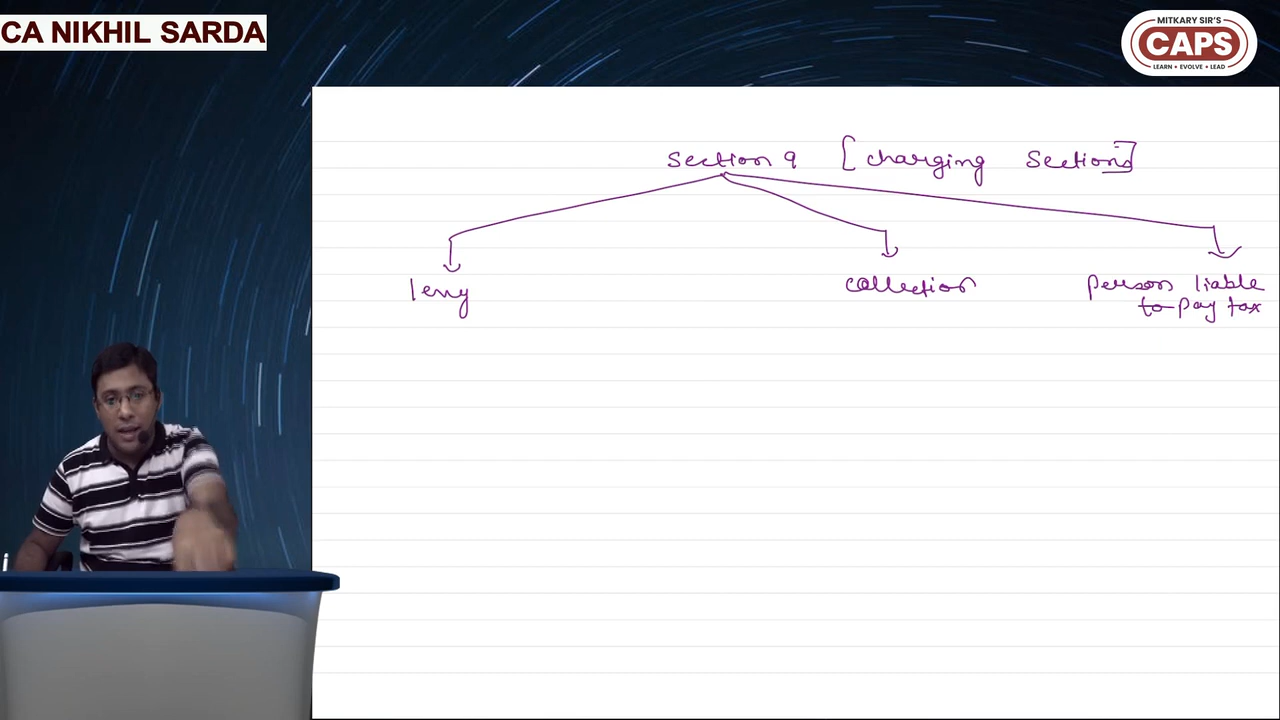 CA NIKHIL SARDA
MITKARY SIR'S
CAPS
LEARN • EVOLVE • LEAD
Section 9 [charging Sections]
levy
collection
person liable
to pay tax